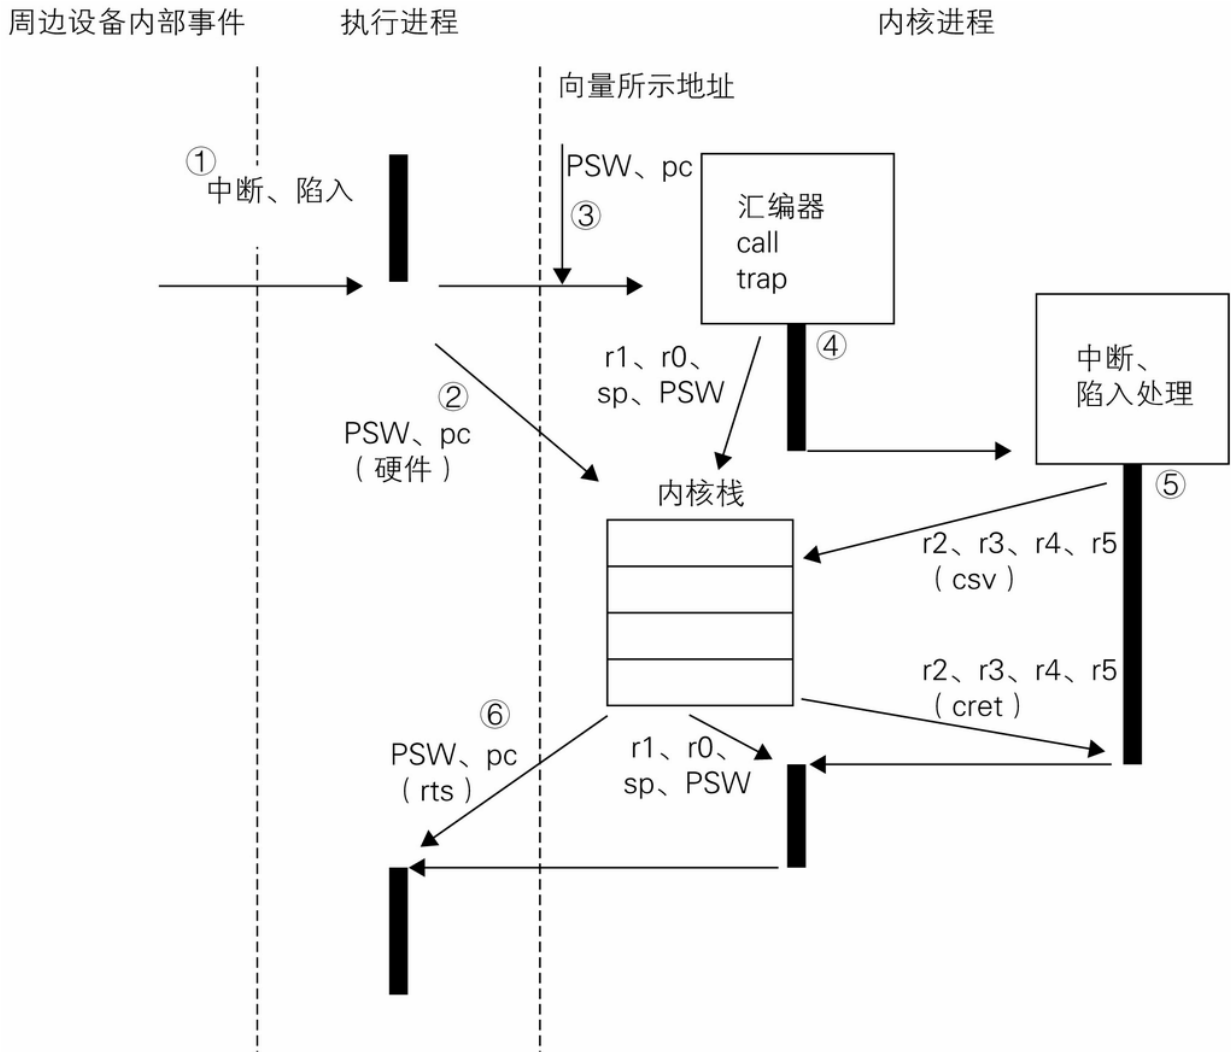 周边设备内部事件
执行进程
内核进程
向量所示地址
①
中断、陷入
PSW、pc
③
汇编器
call
trap
④
r1、r0、
sp、PSW
中断、
陷入处理
②
PSW、pc
（硬件）
⑤
内核栈
r2、r3、r4、r5
（csv）
r2、r3、r4、r5
（cret）
⑥
PSW、pc
（rts）
r1、r0、
sp、PSW